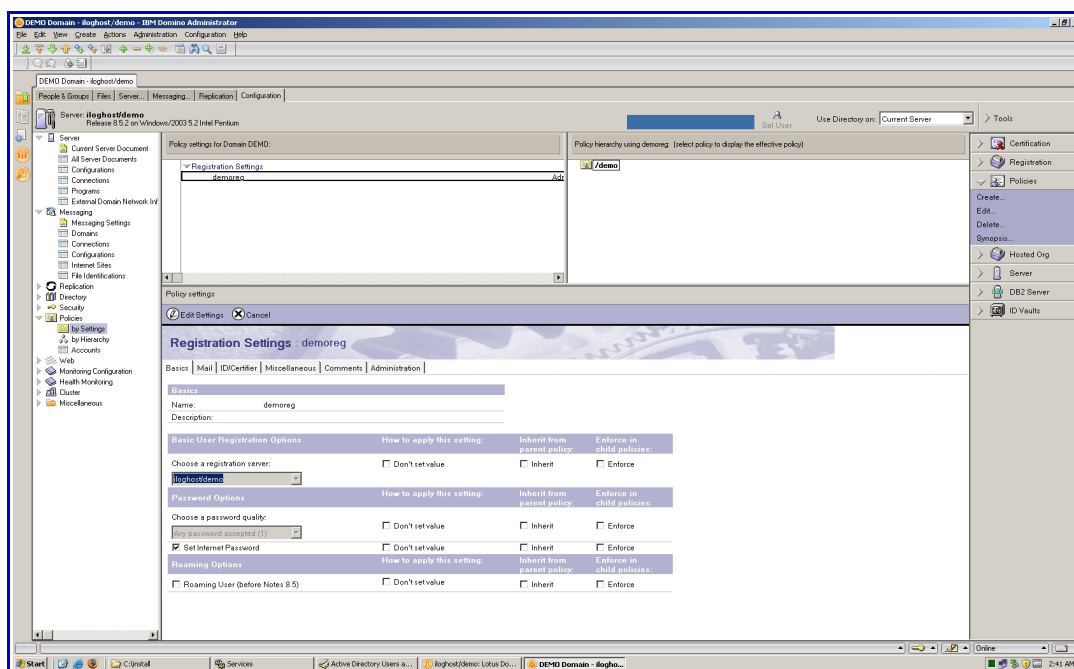 DEMO Domain - iloghost/demo - IBM Domino Administrator
File Edit View Create Actions Administration Configuration Help
DEMO Domain - iloghost/demo
People & Groups Files Server... Messaging... Replication Configuration
Server: iloghost/demo
Release 8.5.2 on Windows/2003 5.2 Intel Pentium
Sel User
Use Directory on: Current Server
Tools
Server
Current Server Document
All Server Documents
Configurations
Connections
Programs
External Domain Network Inf
Messaging
Messaging Settings
Domains
Connections
Configurations
Internet Sites
File Identifications
Replication
Directory
Security
Policies
by Settings
by Hierarchy
Accounts
Web
Monitoring Configuration
Health Monitoring
Cluster
Miscellaneous
Policy settings for Domain DEMO:
Registration Settings
demoreg Adr
Policy hierarchy using demoreg: (select policy to display the effective policy)
/demo
Certification
Registration
Policies
Create...
Edit...
Delete...
Synopsis...
Hosted Org
Server
DB2 Server
ID Vaults
Policy settings
Edit Settings Cancel
Registration Settings : demoreg
Basics Mail ID/Certifier Miscellaneous Comments Administration
Basics
Name: demoreg
Description:
Basic User Registration Options How to apply this setting: Inherit from parent policy: Enforce in child policies:
Choose a registration server: Don't set value Inherit Enforce
iloghost/demo
Password Options How to apply this setting: Inherit from parent policy: Enforce in child policies:
Choose a password quality: Don't set value Inherit Enforce
Any password accepted (1)
Set Internet Password Don't set value Inherit Enforce
Roaming Options How to apply this setting: Inherit from parent policy: Enforce in child policies:
Roaming User (before Notes 8.5) Don't set value Inherit Enforce
Online
Start C:\install Services Active Directory Users a... iloghost/demo: Lotus Do... DEMO Domain - ilogho... 2:41 AM